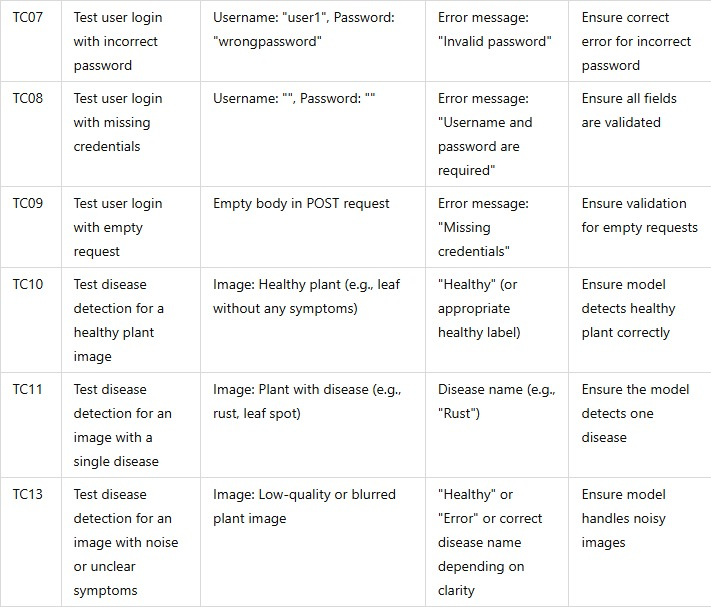 TC07
Test user login
with incorrect
password
Username: "user1", Password:
"wrongpassword"
Error message:
"Invalid password"
Ensure correct
error for incorrect
password
TC08
Test user login
with missing
credentials
Username: "", Password: ""
Error message:
"Username and
password are
required"
Ensure all fields
are validated
TC09
Test user login
with empty
request
Empty body in POST request
Error message:
"Missing
credentials"
Ensure validation
for empty requests
TC10
Test disease
detection for a
healthy plant
image
Image: Healthy plant (e.g., leaf
without any symptoms)
"Healthy" (or
appropriate
healthy label)
Ensure model
detects healthy
plant correctly
TC11
Test disease
detection for an
image with a
single disease
Image: Plant with disease (e.g.,
rust, leaf spot)
Disease name (e.g.,
"Rust")
Ensure the model
detects one
disease
TC13
Test disease
detection for an
image with noise
or unclear
symptoms
Image: Low-quality or blurred
plant image
"Healthy" or
"Error" or correct
disease name
depending on
clarity
Ensure model
handles noisy
images